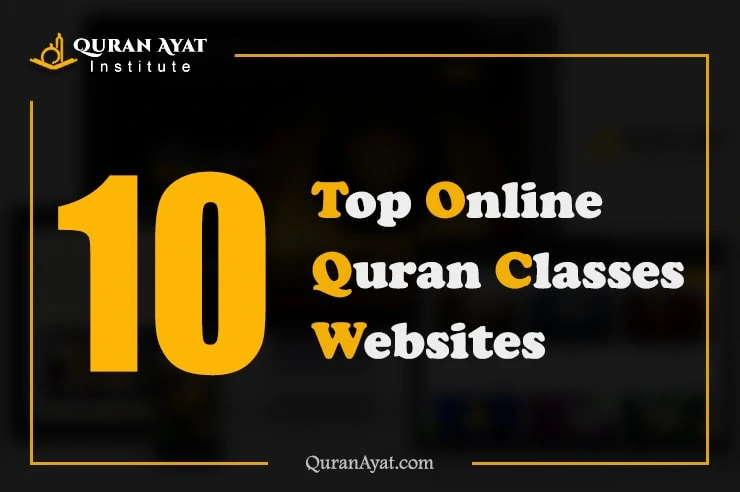 QURAN AYAT
Institute
10
Top Online
Quran Classes
Websites
QuranAyat.com